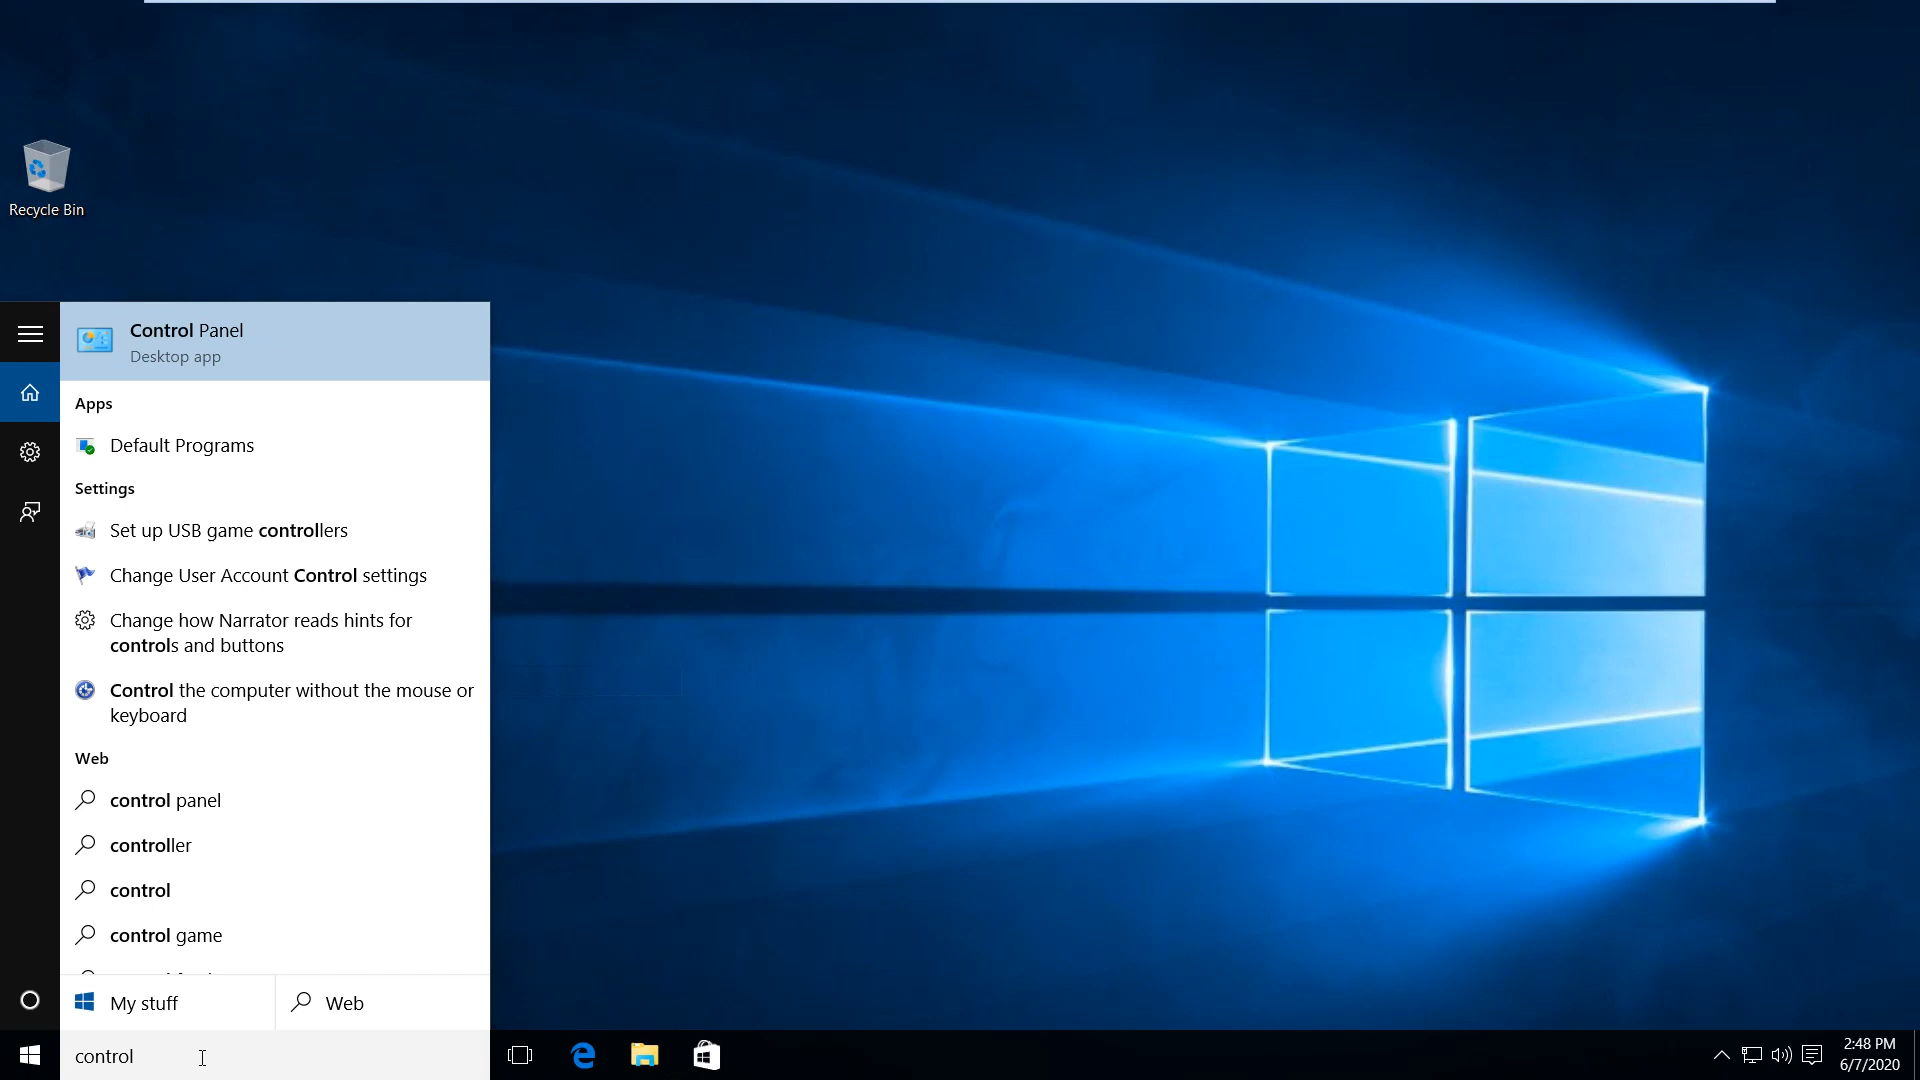 Recycle Bin
Control Panel
Desktop app
Apps
Default Programs
Settings
Set up USB game controllers
Change User Account Control settings
Change how Narrator reads hints for
controls and buttons
Control the computer without the mouse or
keyboard
Web
control panel
controller
control
control game
My stuff
Web
control
2:48 PM
6/7/2020